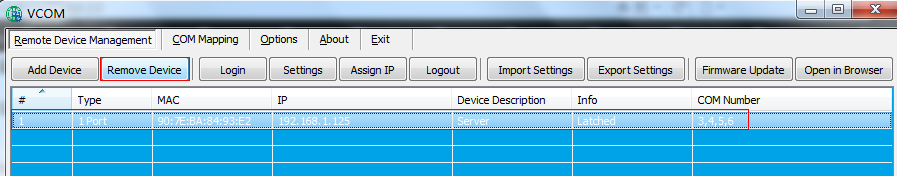 VCOM
Remote Device Management COM Mapping Options About Exit
Add Device Remove Device Login Settings Assign IP Logout Import Settings Export Settings Firmware Update Open in Browser
# Type MAC IP Device Description Info COM Number
1 1 Port 90:7E:BA:84:93:E2 192.168.1.125 Server Latched 3,4,5,6